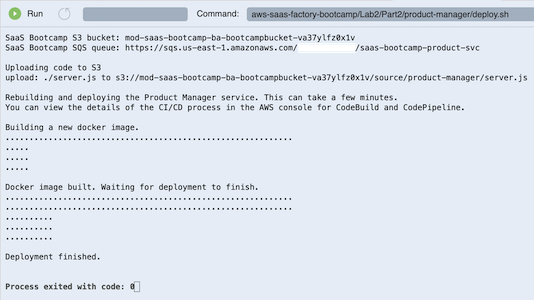 Run Command: aws-saas-factory-bootcamp/Lab2/Part2/product-manager/deploy.sh
SaaS Bootcamp S3 bucket: mod-saas-bootcamp-ba-bootcampbucket-va37ylfz0x1v
SaaS Bootcamp SQS queue: https://sqs.us-east-1.amazonaws.com/ /saas-bootcamp-product-svc
Uploading code to S3
upload: ./server.js to s3://mod-saas-bootcamp-ba-bootcampbucket-va37ylfz0x1v/source/product-manager/server.js
Rebuilding and deploying the Product Manager service. This can take a few minutes.
You can view the details of the CI/CD process in the AWS console for CodeBuild and CodePipeline.
Building a new docker image.
............................................................
.....
.....
.....
Docker image built. Waiting for deployment to finish.
............................................................
............................................................
..........
..........
..........
Deployment finished.
Process exited with code: 0